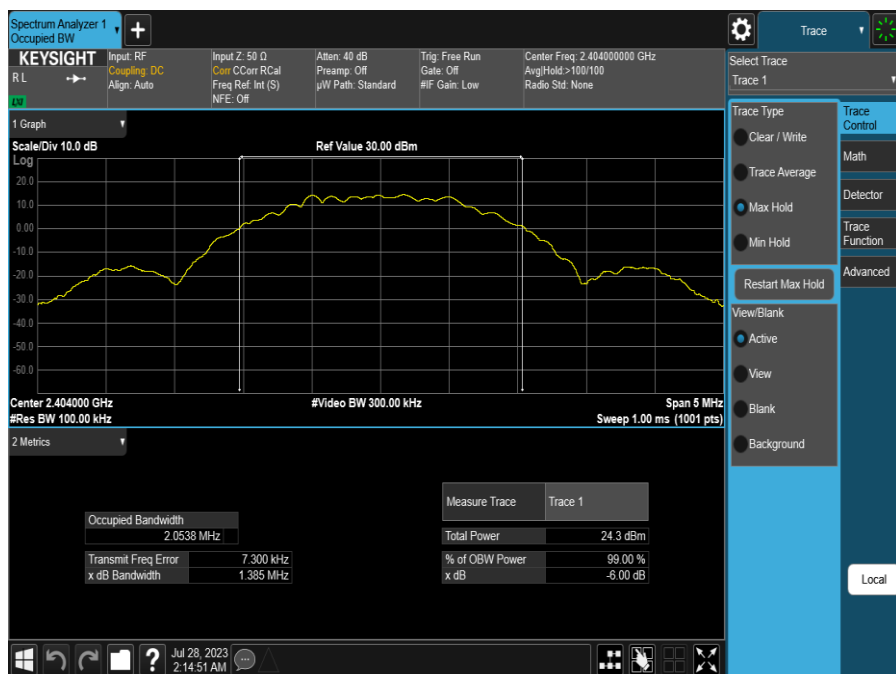 Spectrum Analyzer 1
Occupied BW
+
Trace
KEYSIGHT
RL
LXI
Input: RF
Coupling: DC
Align: Auto
Input Z: 50 Ω
Corr CCorr RCal
Freq Ref: Int (S)
NFE: Off
Atten: 40 dB
Preamp: Off
µW Path: Standard
Trig: Free Run
Gate: Off
#IF Gain: Low
Center Freq: 2.404000000 GHz
Avg|Hold:>100/100
Radio Std: None
Select Trace
Trace 1
1 Graph
Scale/Div 10.0 dB
Ref Value 30.00 dBm
Log
20.0
10.0
0.00
-10.0
-20.0
-30.0
-40.0
-50.0
-60.0
Center 2.404000 GHz
#Video BW 300.00 kHz
Span 5 MHz
#Res BW 100.00 kHz
Sweep 1.00 ms (1001 pts)
2 Metrics
Occupied Bandwidth
2.0538 MHz
Transmit Freq Error 7.300 kHz
x dB Bandwidth 1.385 MHz
Measure Trace Trace 1
Total Power 24.3 dBm
% of OBW Power 99.00 %
x dB -6.00 dB
Trace Type
Clear / Write
Trace Average
Max Hold
Min Hold
Restart Max Hold
View/Blank
Active
View
Blank
Background
Trace
Control
Math
Detector
Trace
Function
Advanced
Local
?
Jul 28, 2023
2:14:51 AM